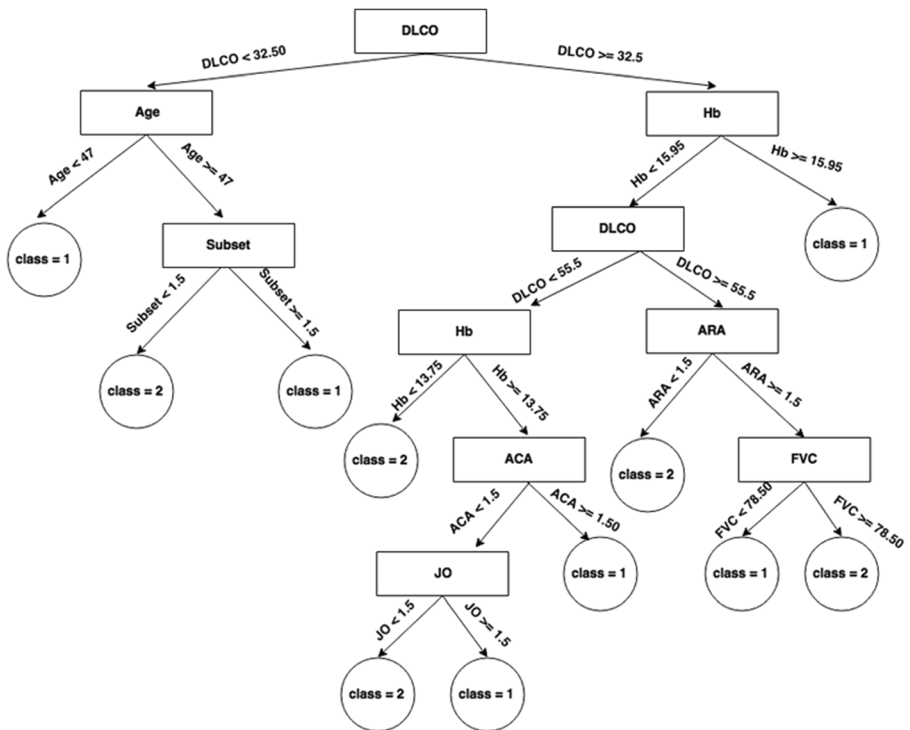 DLCO
DLCO < 32.50
DLCO >= 32.5
Age
Hb
Age < 47
Age >= 47
Hb < 15.95
Hb >= 15.95
class = 1
Subset
DLCO
class = 1
Subset < 1.5
Subset >= 1.5
DLCO < 55.5
DLCO >= 55.5
class = 2
class = 1
Hb
ARA
Hb < 13.75
Hb >= 13.75
ARA < 1.5
ARA >= 1.5
class = 2
ACA
class = 2
FVC
ACA < 1.5
ACA >= 1.50
FVC < 78.50
FVC >= 78.50
JO
class = 1
class = 1
class = 2
JO < 1.5
JO >= 1.5
class = 2
class = 1